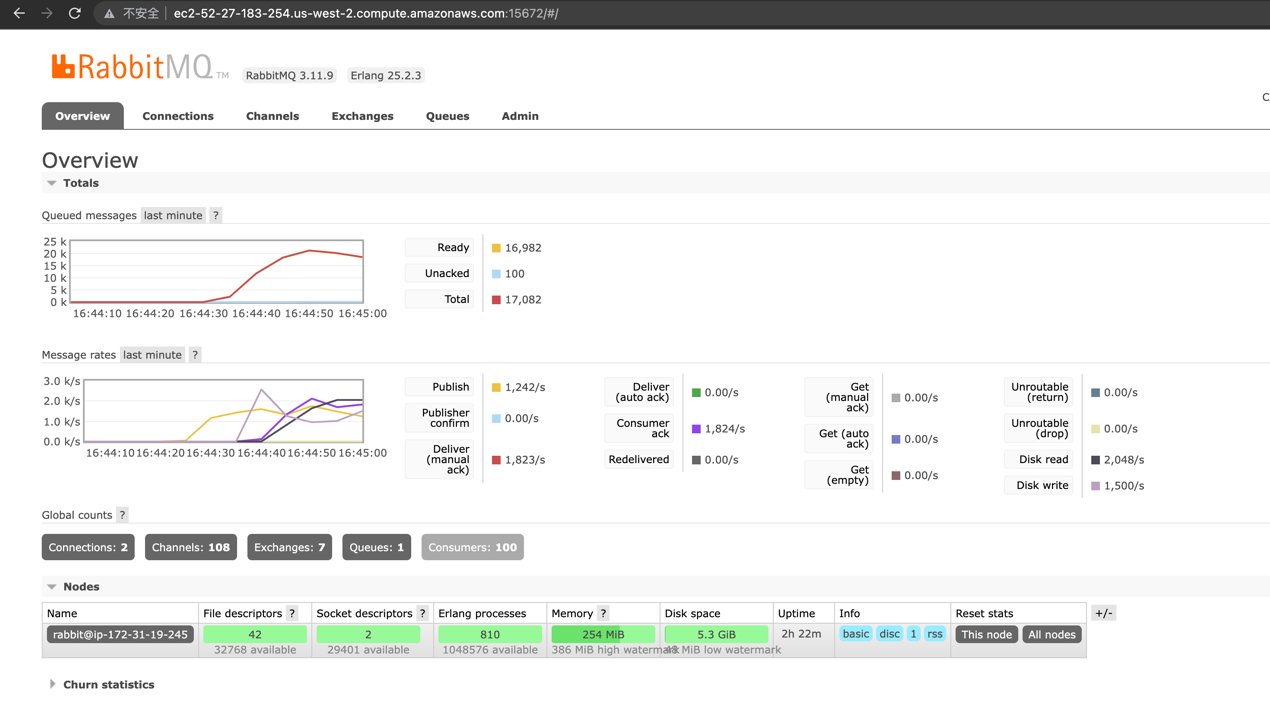 不安全 ec2-52-27-183-254.us-west-2.compute.amazonaws.com:15672/#/
RabbitMQ TM RabbitMQ 3.11.9 Erlang 25.2.3
C
Overview Connections Channels Exchanges Queues Admin
Overview
Totals
Queued messages last minute ?
25 k
20 k
15 k
10 k
5 k
0 k
16:44:10 16:44:20 16:44:30 16:44:40 16:44:50 16:45:00
Ready 16,982
Unacked 100
Total 17,082
Message rates last minute ?
3.0 k/s
2.0 k/s
1.0 k/s
0.0 k/s
16:44:10 16:44:20 16:44:30 16:44:40 16:44:50 16:45:00
Publish 1,242/s
Publisher
confirm 0.00/s
Deliver
(manual
ack) 1,823/s
Deliver
(auto ack) 0.00/s
Consumer
ack 1,824/s
Redelivered 0.00/s
Get
(manual
ack) 0.00/s
Get (auto
ack) 0.00/s
Get
(empty) 0.00/s
Unroutable
(return) 0.00/s
Unroutable
(drop) 0.00/s
Disk read 2,048/s
Disk write 1,500/s
Global counts ?
Connections: 2 Channels: 108 Exchanges: 7 Queues: 1 Consumers: 100
Nodes
Name File descriptors ? Socket descriptors ? Erlang processes Memory ? Disk space Uptime Info Reset stats +/-
rabbit@ip-172-31-19-245 42 2 810 254 MiB 5.3 GiB 2h 22m basic disc 1 rss This node All nodes
32768 available 29401 available 1048576 available 386 MiB high watermark 48 MiB low watermark
Churn statistics